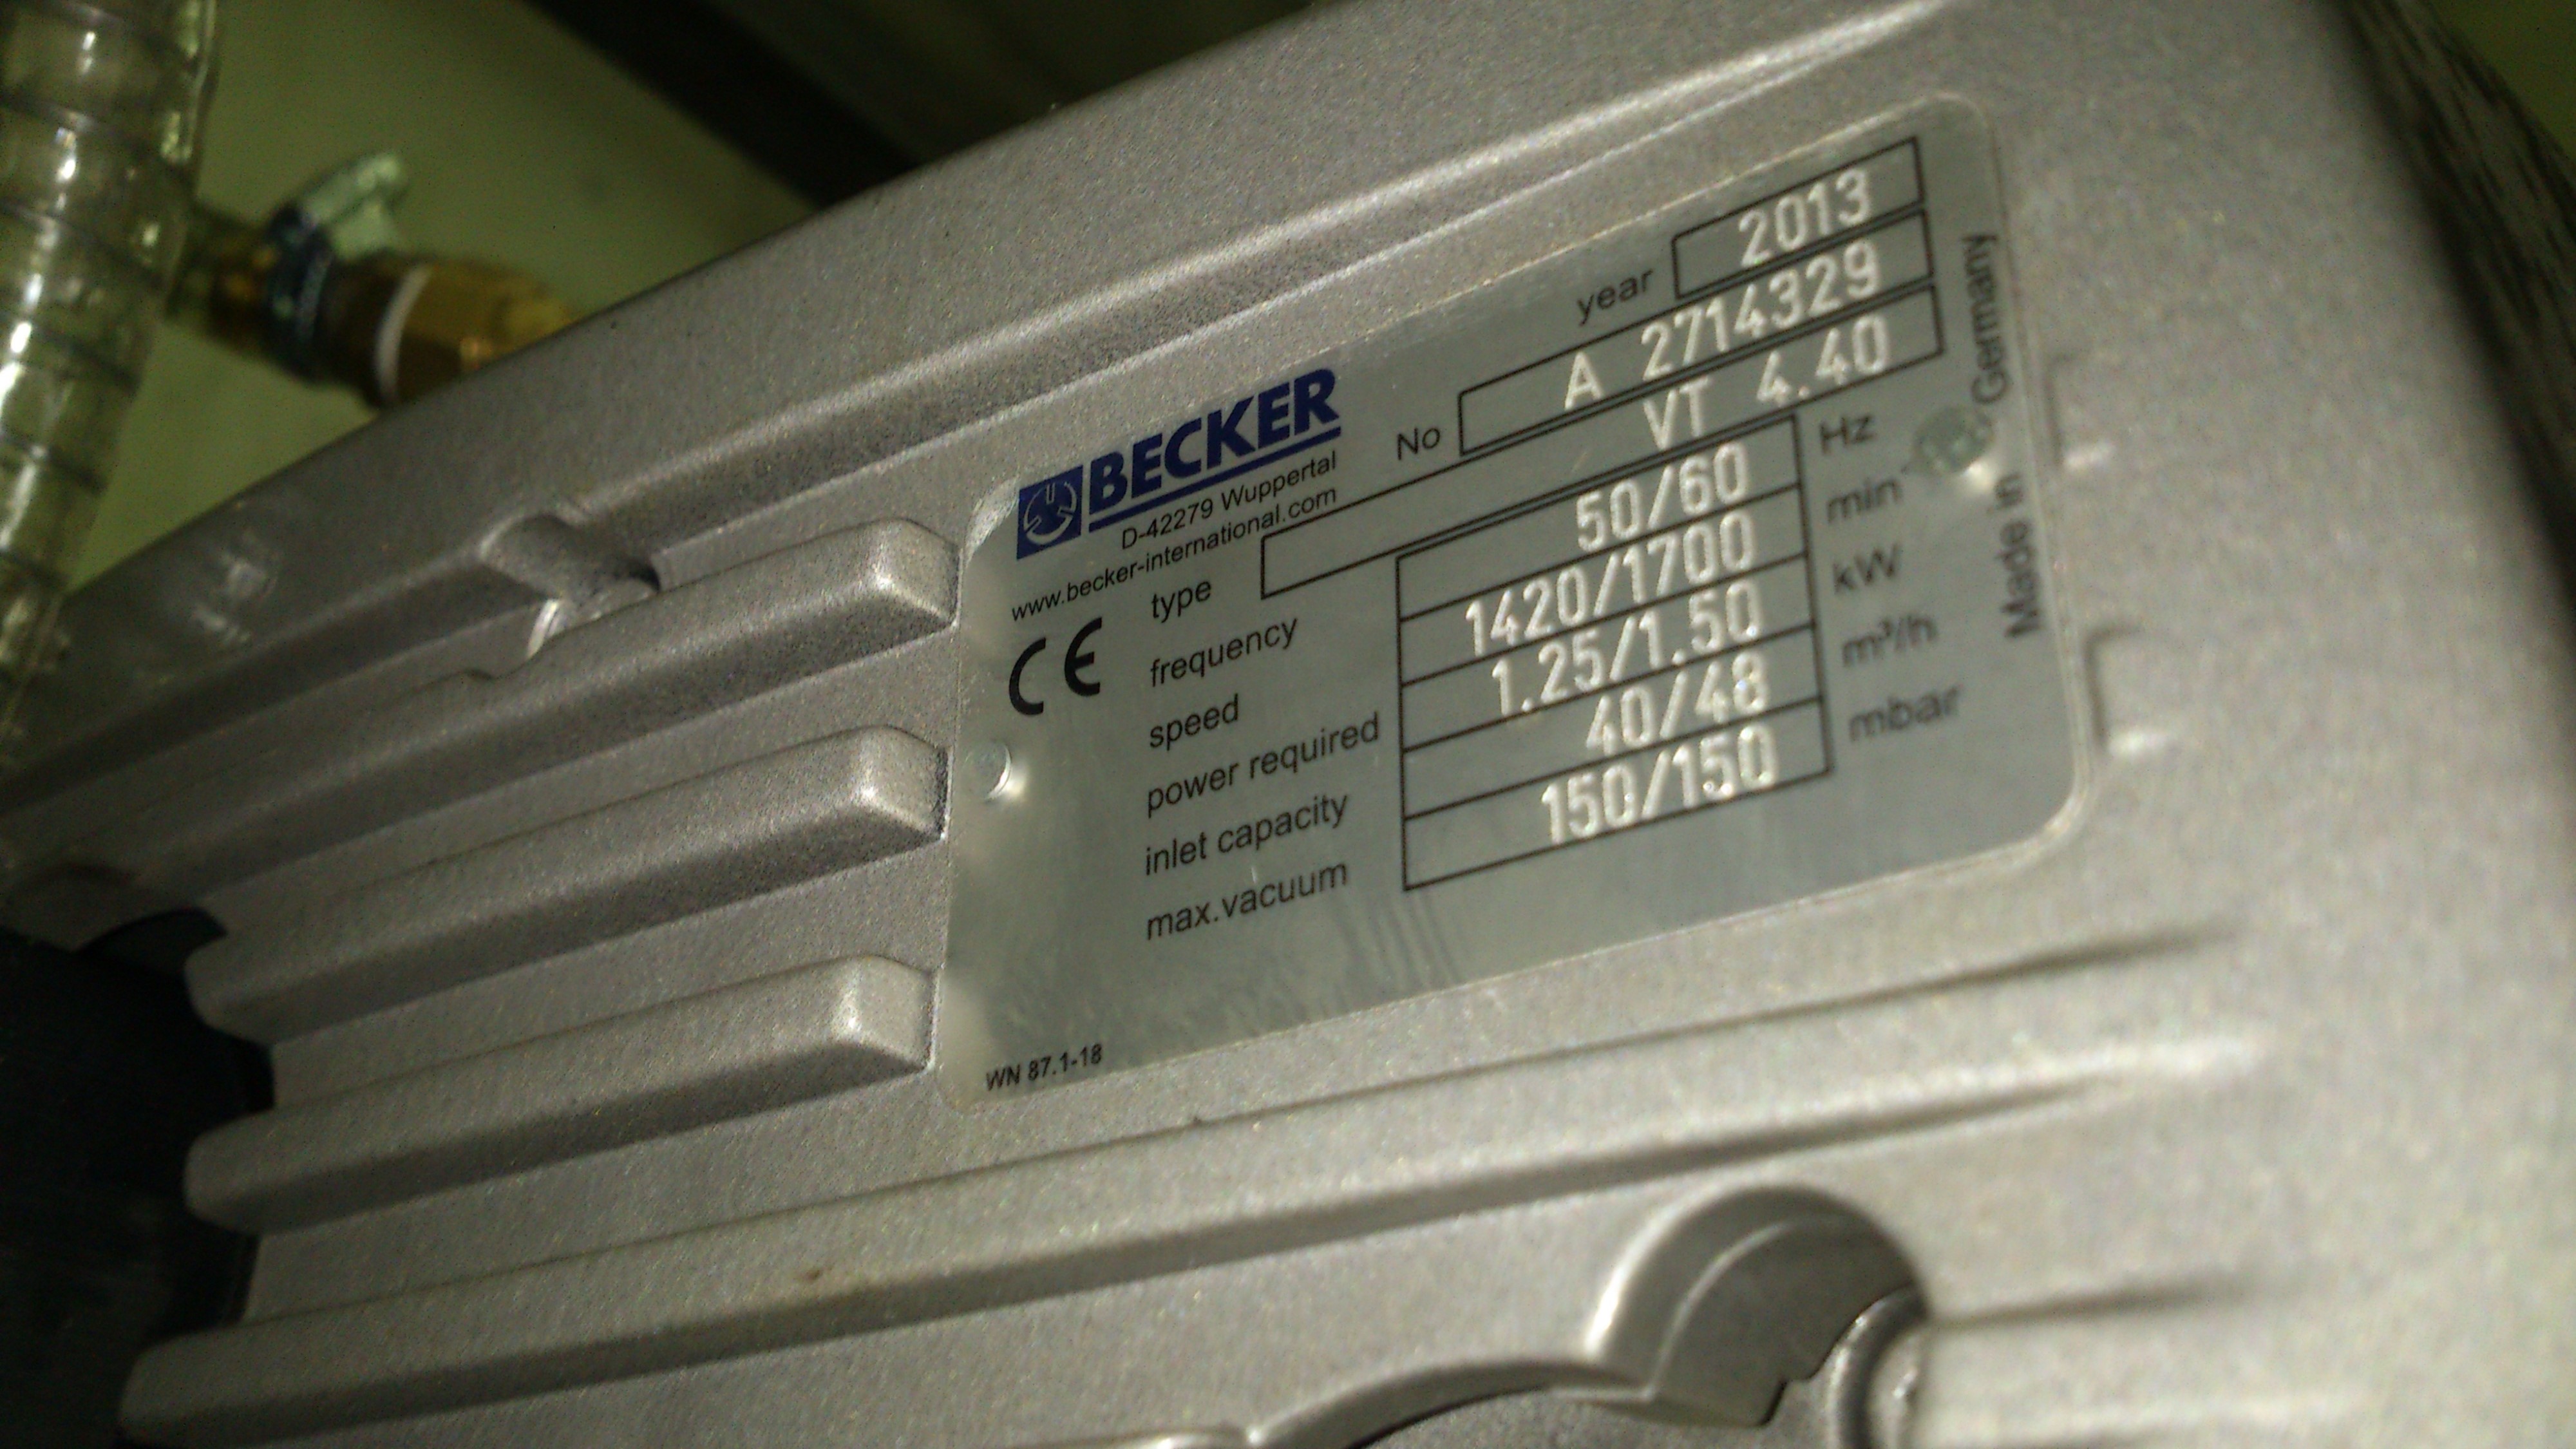 BECKER
D-42279 Wuppertal
www.becker-international.com
CE
year 2013
No A 2714329
type VT 4.40
frequency 50/60 Hz
speed 1420/1700 min⁻¹
power required 1.25/1.50 kW
inlet capacity 40/48 m³/h
max.vacuum 150/150 mbar
Made in Germany
WN 87.1-18